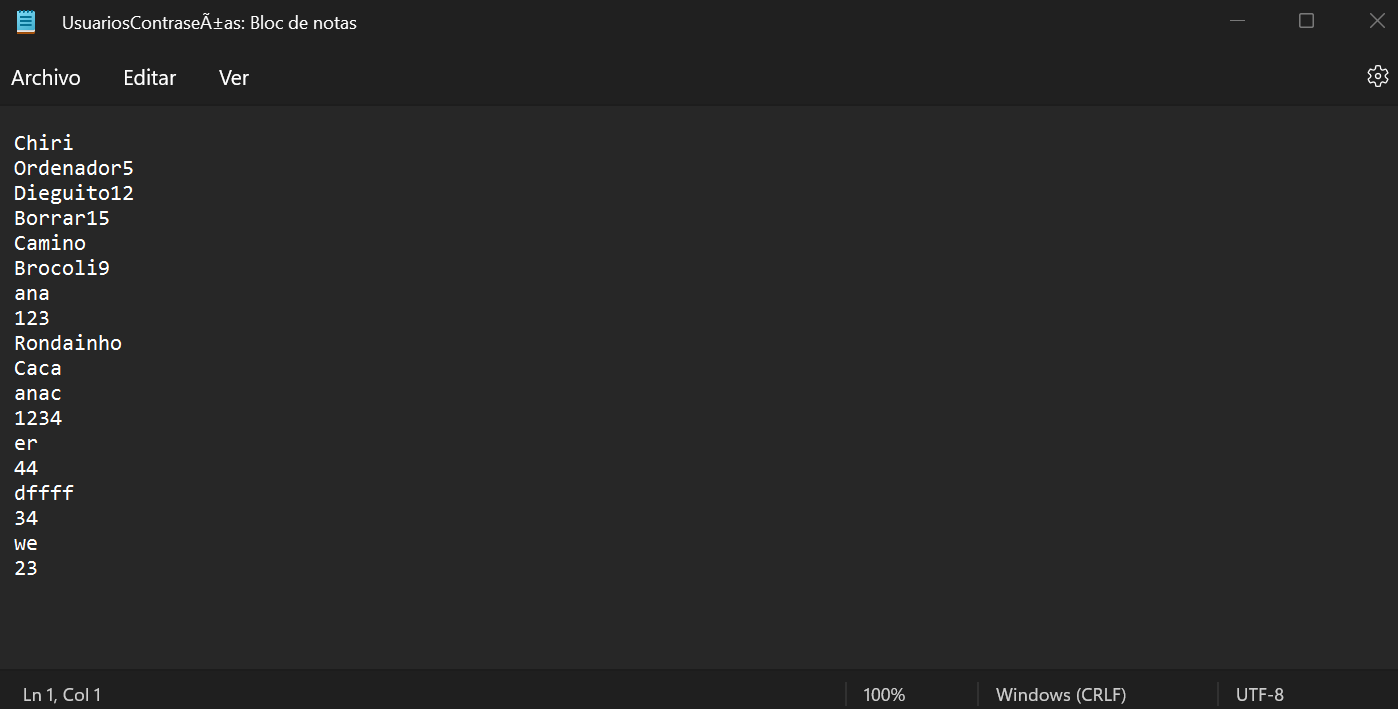 UsuariosContraseÃ±as: Bloc de notas
Archivo Editar Ver
Chiri
Ordenador5
Dieguito12
Borrar15
Camino
Brocoli9
ana
123
Rondainho
Caca
anac
1234
er
44
dffff
34
we
23
Ln 1, Col 1 100% Windows (CRLF) UTF-8